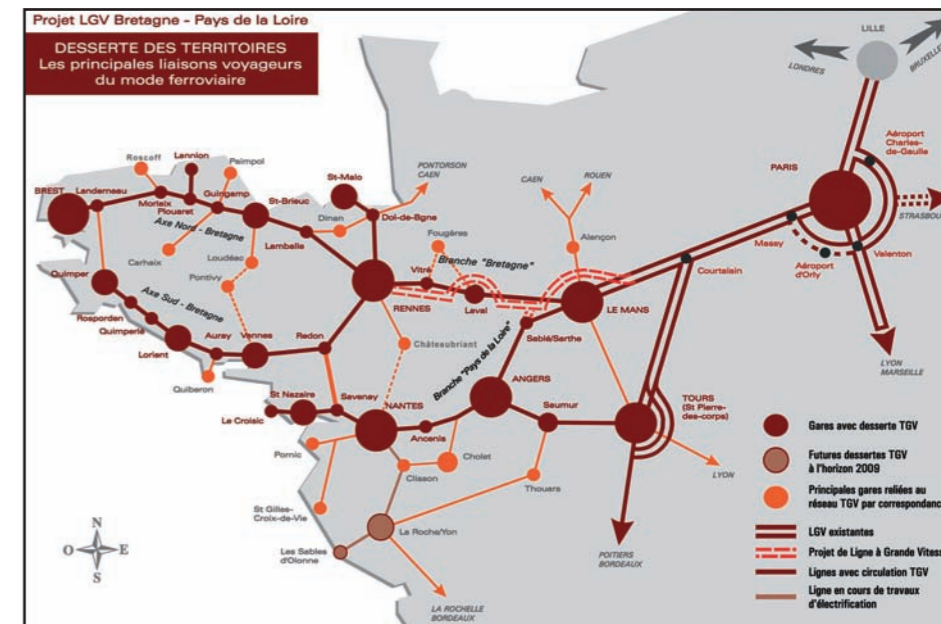 Projet LGV Bretagne - Pays de la Loire
DESSERTE DES TERRITOIRES
Les principales liaisons voyageurs
du mode ferroviaire
LILLE
LONDRES
BRUXELLE
Aéroport
Charles-
de-Gaulle
PARIS
STRASBOU
Massy
Aéroport
d'Orly
Valenton
Courtalain
LYON
MARSEILLE
PONTORSON
CAEN
CAEN
ROUEN
Alençon
Roscoff
Lannion
Paimpol
St-Malo
BREST
Landerneau
Morlaix
Plouaret
Guingamp
St-Brieuc
Dinan
Dol-de-Bgne
Axe Nord - Bretagne
Lamballe
Fougères
Branche "Bretagne"
Carhaix
Loudéac
Pontivy
Vitré
Quimper
Axe Sud - Bretagne
RENNES
Laval
LE MANS
Rosporden
Quimperlé
Auray
Vannes
Redon
Châteaubriant
Sablé/Sarthe
Lorient
Branche "Pays de la Loire"
Quiberon
St Nazaire
Savenay
NANTES
ANGERS
Saumur
TOURS
(St Pierre-
des-corps)
Le Croisic
Ancenis
Pornic
Clisson
Cholet
Thouars
LYON
St Gilles-
Croix-de-Vie
La Roche/Yon
Les Sables
d'Olonne
POITIERS
BORDEAUX
LA ROCHELLE
BORDEAUX
N
O
E
S
Gares avec desserte TGV
Futures dessertes TGV
à l'horizon 2009
Principales gares reliées au
réseau TGV par correspondanc
LGV existantes
Projet de Ligne à Grande Vitess
Lignes avec circulation TGV
Ligne en cours de travaux
d'électrification